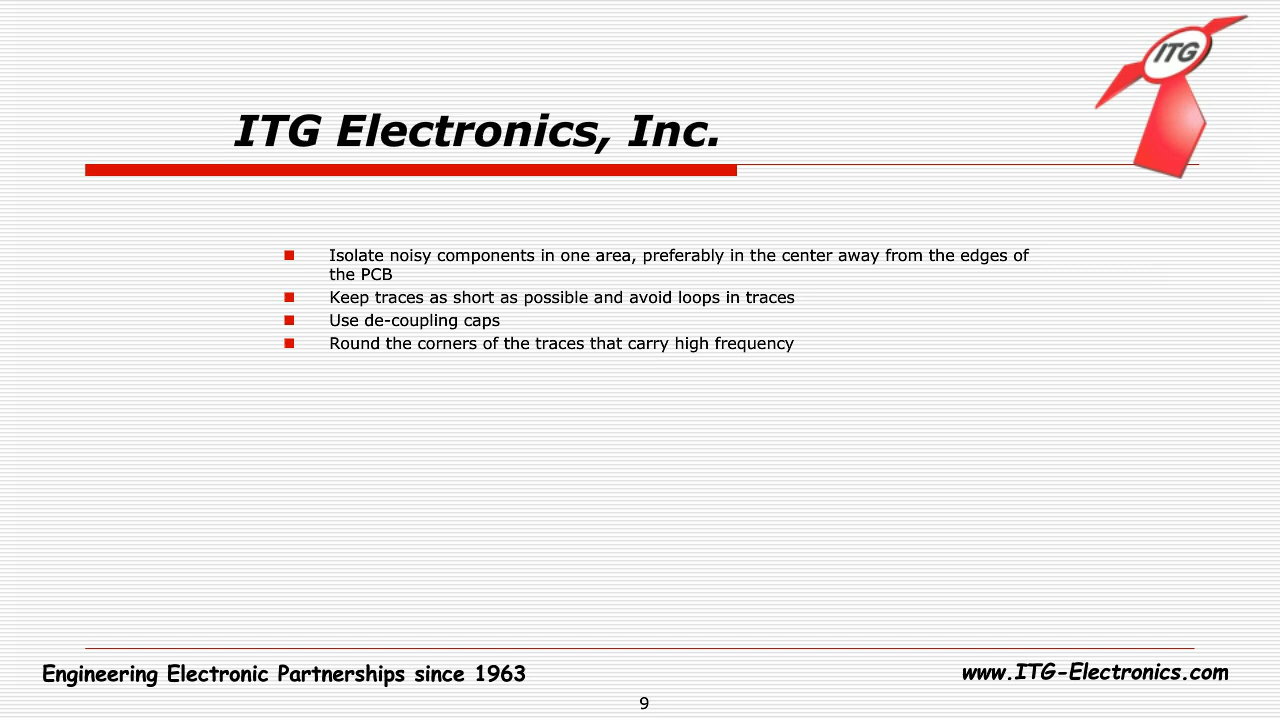 ITG
ITG Electronics, Inc.
Isolate noisy components in one area, preferably in the center away from the edges of
the PCB
Keep traces as short as possible and avoid loops in traces
Use de-coupling caps
Round the corners of the traces that carry high frequency
Engineering Electronic Partnerships since 1963
www.ITG-Electronics.com
9